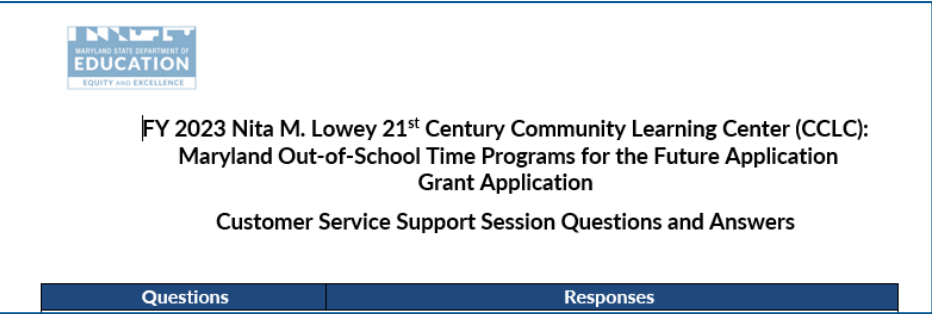 MARYLAND STATE DEPARTMENT OF
EDUCATION
EQUITY AND EXCELLENCE
FY 2023 Nita M. Lowey 21st Century Community Learning Center (CCLC):
Maryland Out-of-School Time Programs for the Future Application
Grant Application
Customer Service Support Session Questions and Answers
Questions Responses